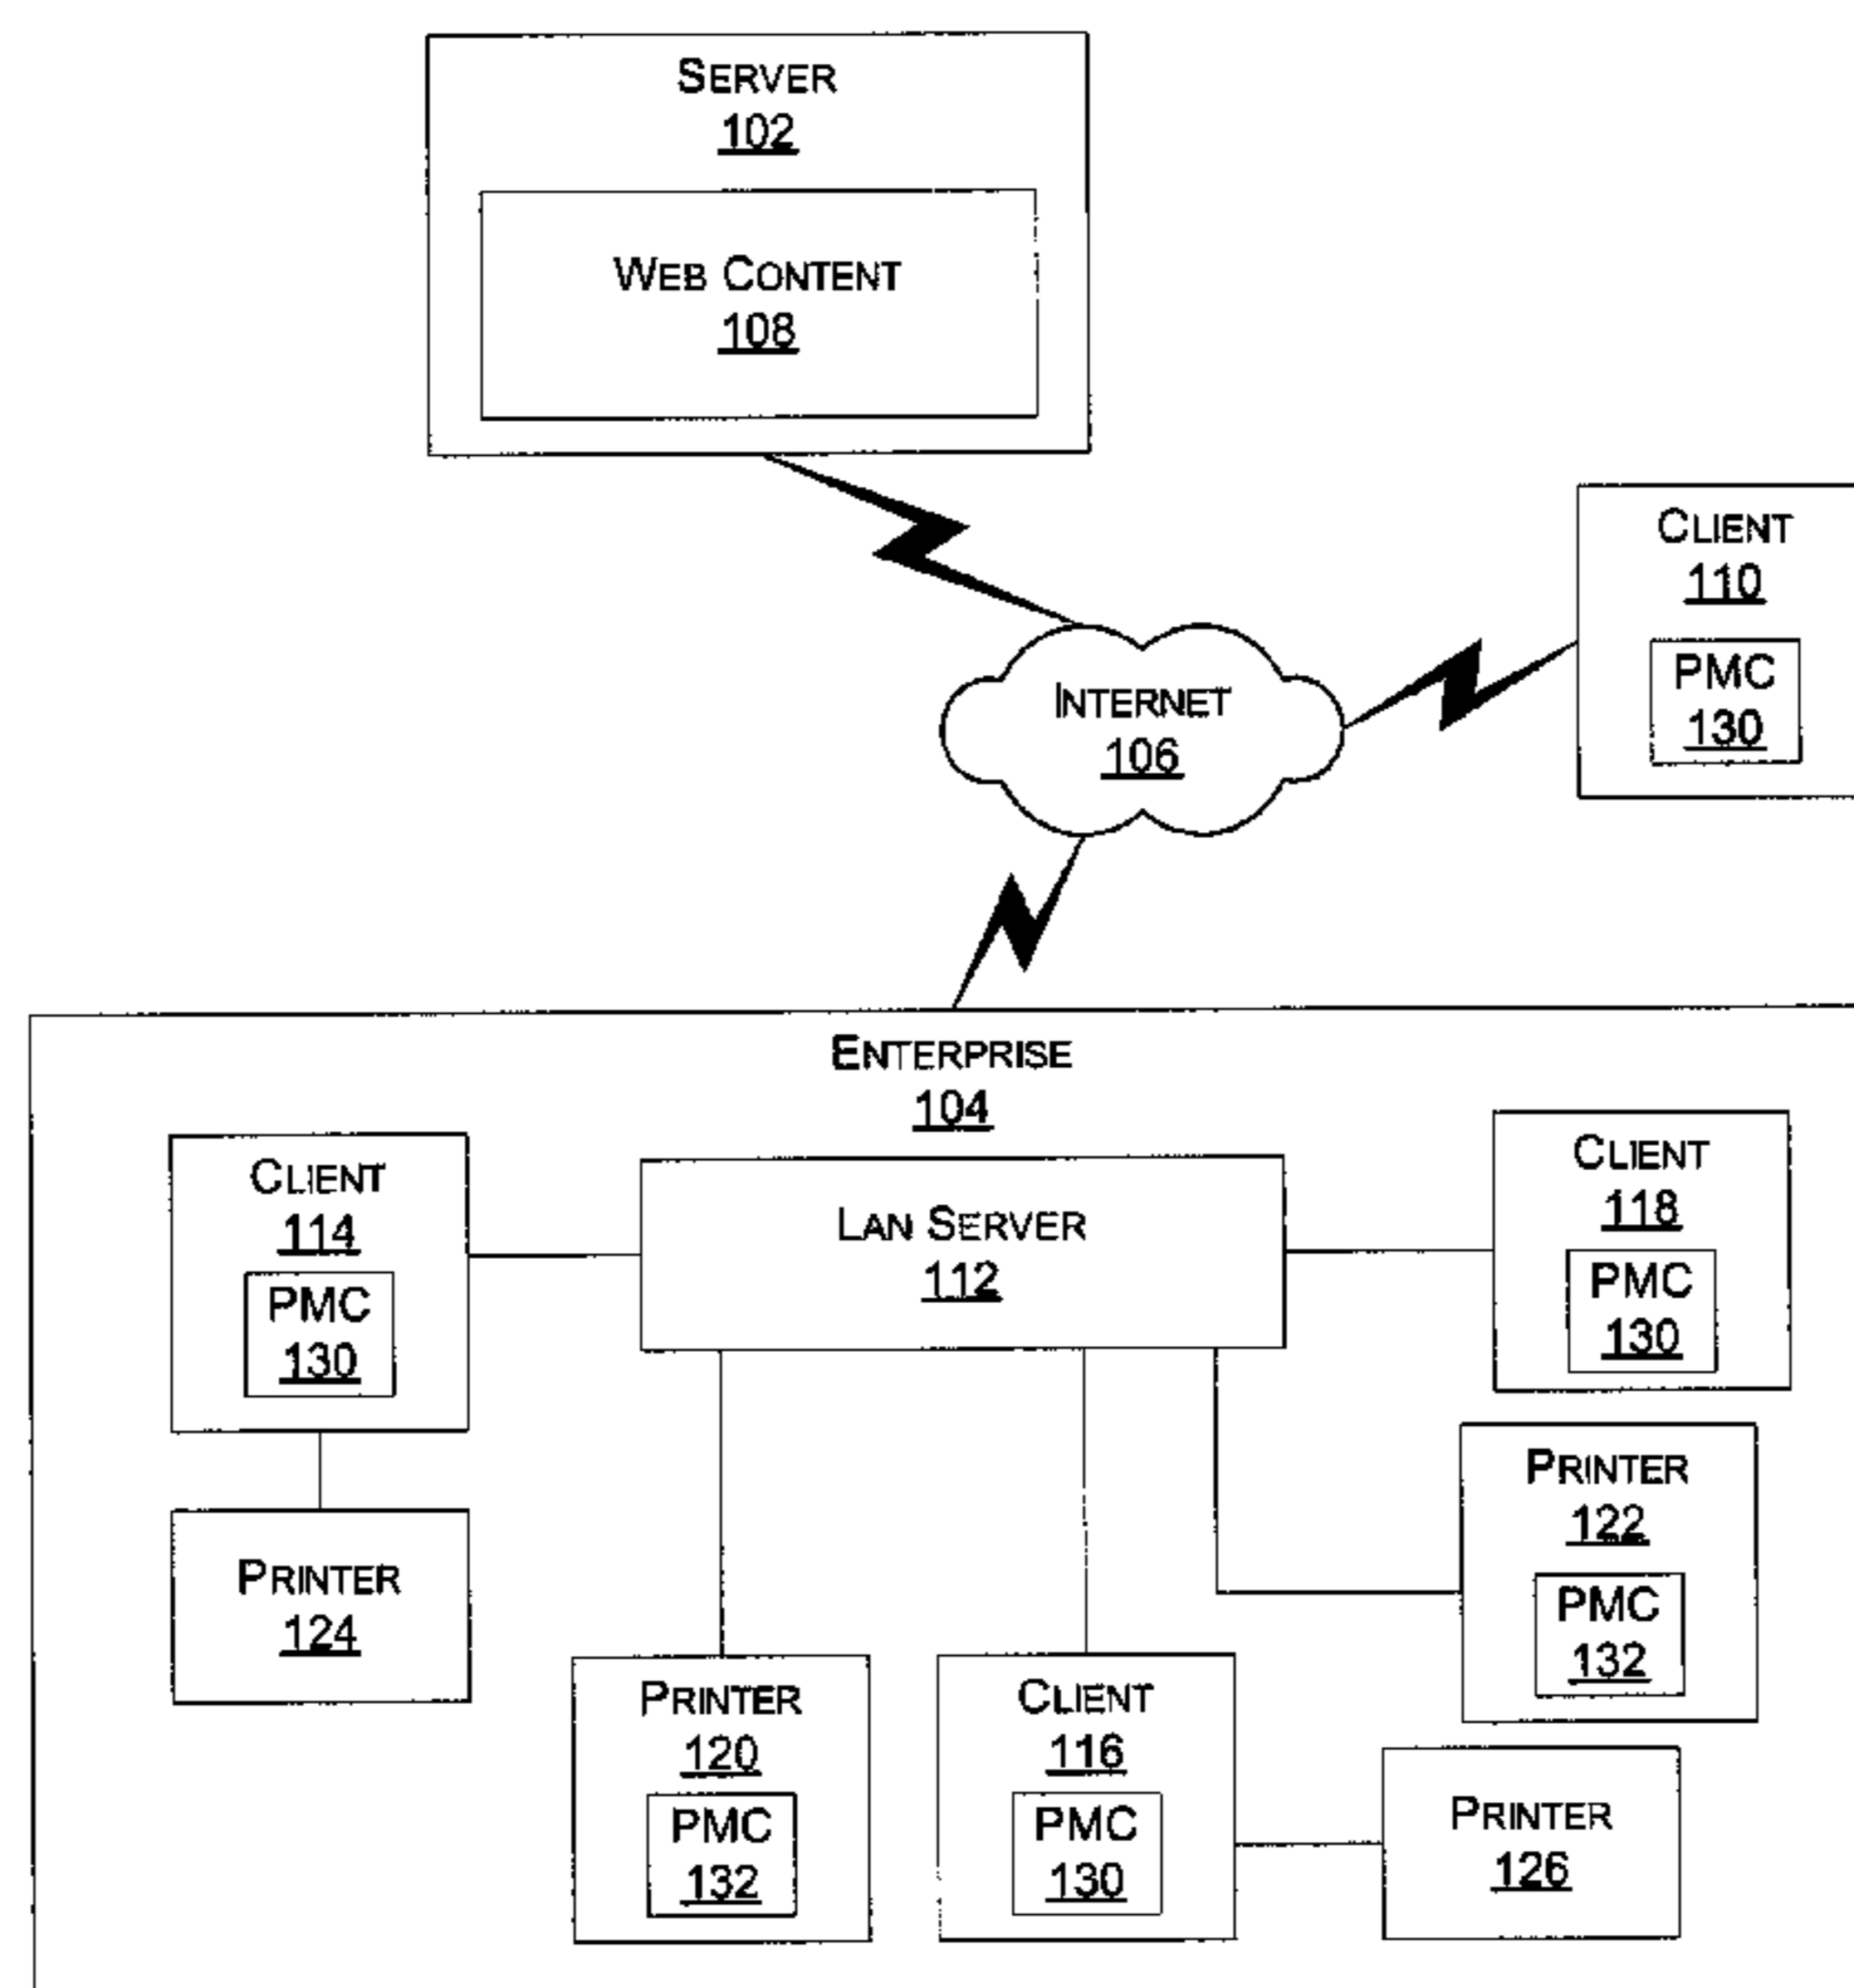 SERVER
102
WEB CONTENT
108
CLIENT
110
PMC
130
INTERNET
106
ENTERPRISE
104
CLIENT
114
PMC
130
LAN SERVER
112
CLIENT
118
PMC
130
PRINTER
122
PMC
132
PRINTER
124
PRINTER
120
PMC
132
CLIENT
116
PMC
130
PRINTER
126